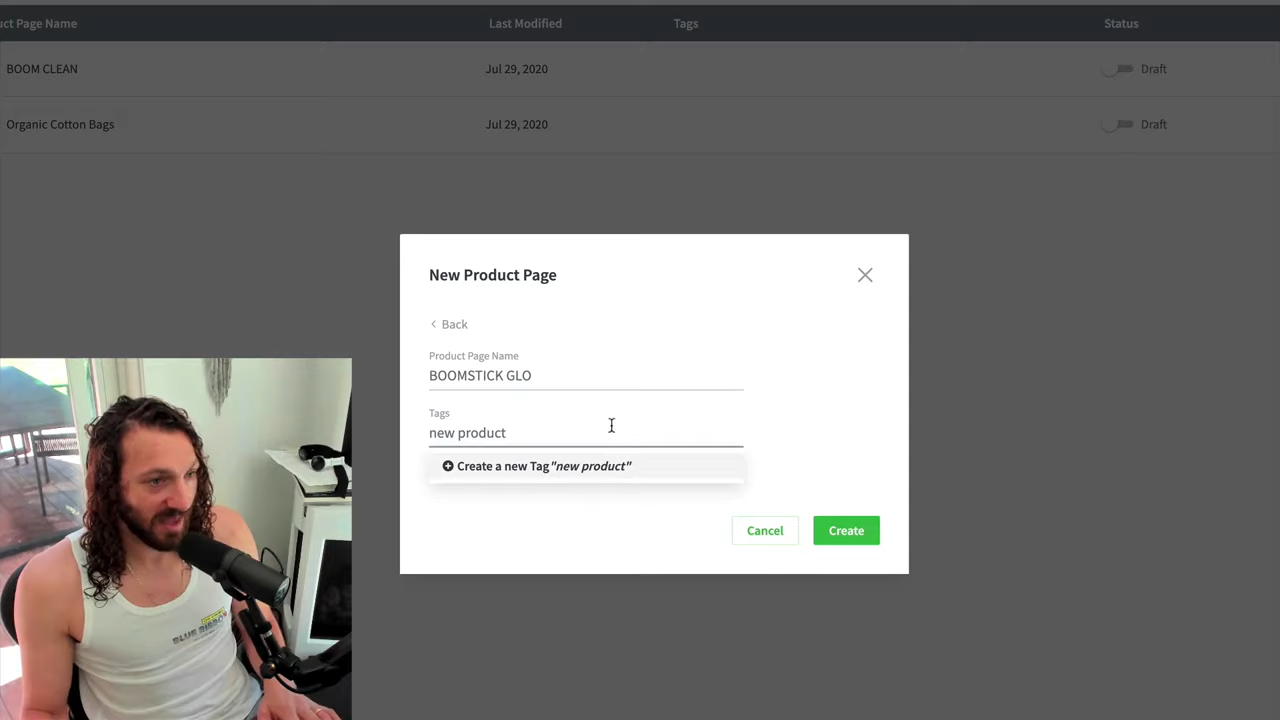 ct Page Name Last Modified Tags Status
BOOM CLEAN Jul 29, 2020 Draft
Organic Cotton Bags Jul 29, 2020 Draft
New Product Page
Back
Product Page Name
BOOMSTICK GLO
Tags
new product
Create a new Tag "new product"
Cancel Create
BLUE